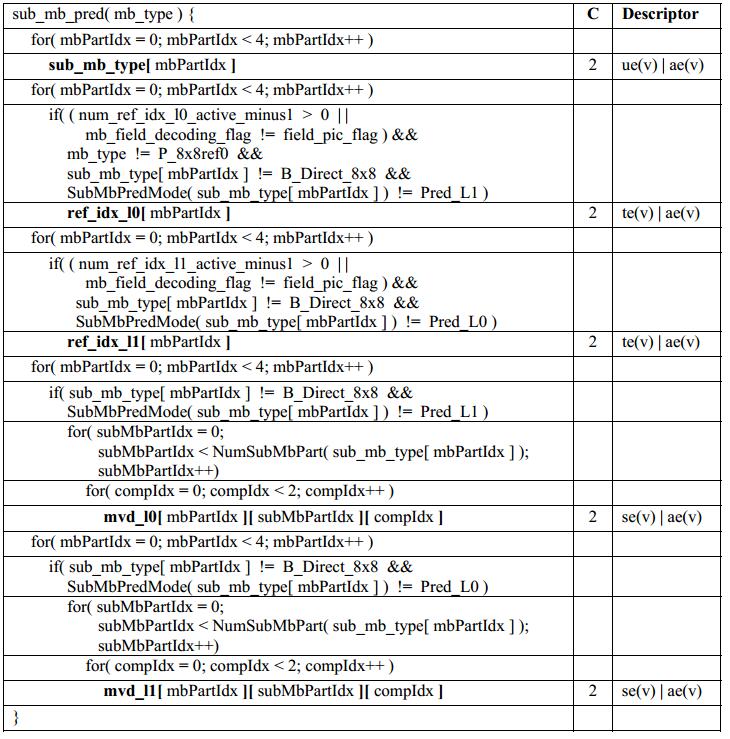 sub_mb_pred( mb_type ) { C Descriptor
for( mbPartIdx = 0; mbPartIdx < 4; mbPartIdx++ )
sub_mb_type[ mbPartIdx ] 2 ue(v) | ae(v)
for( mbPartIdx = 0; mbPartIdx < 4; mbPartIdx++ )
if( ( num_ref_idx_l0_active_minus1 > 0 ||
mb_field_decoding_flag != field_pic_flag ) &&
mb_type != P_8x8ref0 &&
sub_mb_type[ mbPartIdx ] != B_Direct_8x8 &&
SubMbPredMode( sub_mb_type[ mbPartIdx ] ) != Pred_L1 )
ref_idx_l0[ mbPartIdx ] 2 te(v) | ae(v)
for( mbPartIdx = 0; mbPartIdx < 4; mbPartIdx++ )
if( ( num_ref_idx_l1_active_minus1 > 0 ||
mb_field_decoding_flag != field_pic_flag ) &&
sub_mb_type[ mbPartIdx ] != B_Direct_8x8 &&
SubMbPredMode( sub_mb_type[ mbPartIdx ] ) != Pred_L0 )
ref_idx_l1[ mbPartIdx ] 2 te(v) | ae(v)
for( mbPartIdx = 0; mbPartIdx < 4; mbPartIdx++ )
if( sub_mb_type[ mbPartIdx ] != B_Direct_8x8 &&
SubMbPredMode( sub_mb_type[ mbPartIdx ] ) != Pred_L1 )
for( subMbPartIdx = 0;
subMbPartIdx < NumSubMbPart( sub_mb_type[ mbPartIdx ] );
subMbPartIdx++)
for( compIdx = 0; compIdx < 2; compIdx++ )
mvd_l0[ mbPartIdx ][ subMbPartIdx ][ compIdx ] 2 se(v) | ae(v)
for( mbPartIdx = 0; mbPartIdx < 4; mbPartIdx++ )
if( sub_mb_type[ mbPartIdx ] != B_Direct_8x8 &&
SubMbPredMode( sub_mb_type[ mbPartIdx ] ) != Pred_L0 )
for( subMbPartIdx = 0;
subMbPartIdx < NumSubMbPart( sub_mb_type[ mbPartIdx ] );
subMbPartIdx++)
for( compIdx = 0; compIdx < 2; compIdx++ )
mvd_l1[ mbPartIdx ][ subMbPartIdx ][ compIdx ] 2 se(v) | ae(v)
}